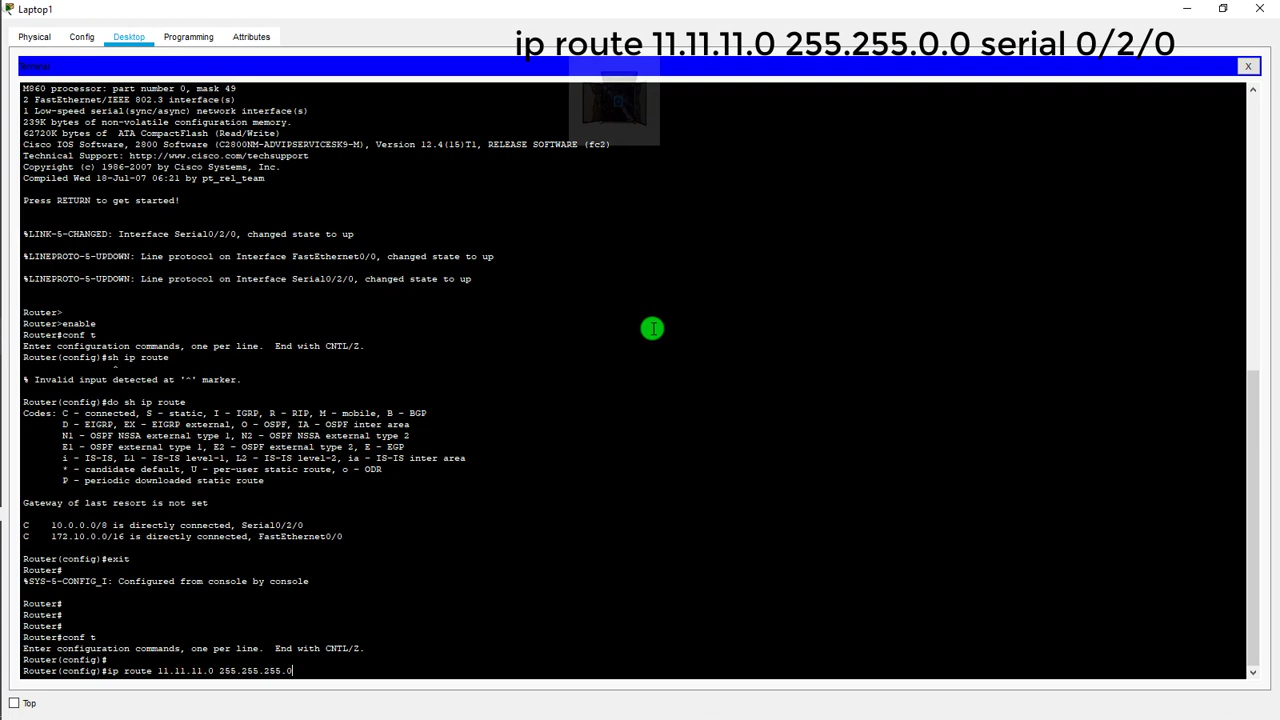 Laptop1
Physical Config Desktop Programming Attributes
ip route 11.11.11.0 255.255.0.0 serial 0/2/0
Terminal
X
M860 processor: part number 0, mask 49
2 FastEthernet/IEEE 802.3 interface(s)
1 Low-speed serial(sync/async) network interface(s)
239K bytes of non-volatile configuration memory.
62720K bytes of ATA CompactFlash (Read/Write)
Cisco IOS Software, 2800 Software (C2800NM-ADVIPSERVICESK9-M), Version 12.4(15)T1, RELEASE SOFTWARE (fc2)
Technical Support: http://www.cisco.com/techsupport
Copyright (c) 1986-2007 by Cisco Systems, Inc.
Compiled Wed 18-Jul-07 06:21 by pt_rel_team
Press RETURN to get started!
%LINK-5-CHANGED: Interface Serial0/2/0, changed state to up
%LINEPROTO-5-UPDOWN: Line protocol on Interface FastEthernet0/0, changed state to up
%LINEPROTO-5-UPDOWN: Line protocol on Interface Serial0/2/0, changed state to up
Router>
Router>enable
Router#conf t
Enter configuration commands, one per line. End with CNTL/Z.
Router(config)#sh ip route
^
% Invalid input detected at '^' marker.
Router(config)#do sh ip route
Codes: C - connected, S - static, I - IGRP, R - RIP, M - mobile, B - BGP
D - EIGRP, EX - EIGRP external, O - OSPF, IA - OSPF inter area
N1 - OSPF NSSA external type 1, N2 - OSPF NSSA external type 2
E1 - OSPF external type 1, E2 - OSPF external type 2, E - EGP
i - IS-IS, L1 - IS-IS level-1, L2 - IS-IS level-2, ia - IS-IS inter area
* - candidate default, U - per-user static route, o - ODR
P - periodic downloaded static route
Gateway of last resort is not set
C 10.0.0.0/8 is directly connected, Serial0/2/0
C 172.10.0.0/16 is directly connected, FastEthernet0/0
Router(config)#exit
Router#
%SYS-5-CONFIG_I: Configured from console by console
Router#
Router#
Router#
Router#conf t
Enter configuration commands, one per line. End with CNTL/Z.
Router(config)#
Router(config)#ip route 11.11.11.0 255.255.255.0
Top